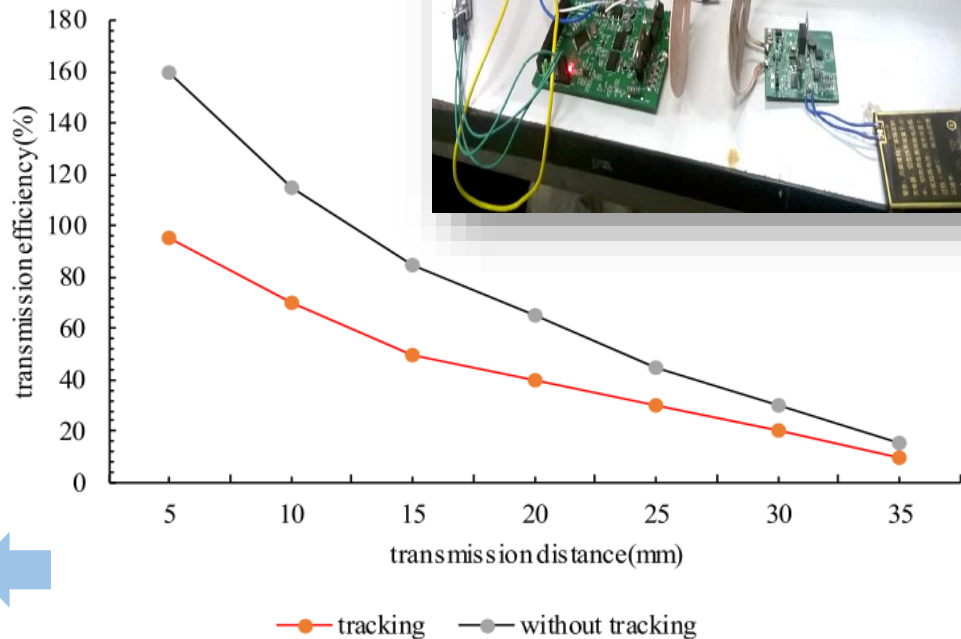 transmission efficiency(%)
180
160
140
120
100
80
60
40
20
0
5 10 15 20 25 30 35
transmission distance(mm)
tracking without tracking